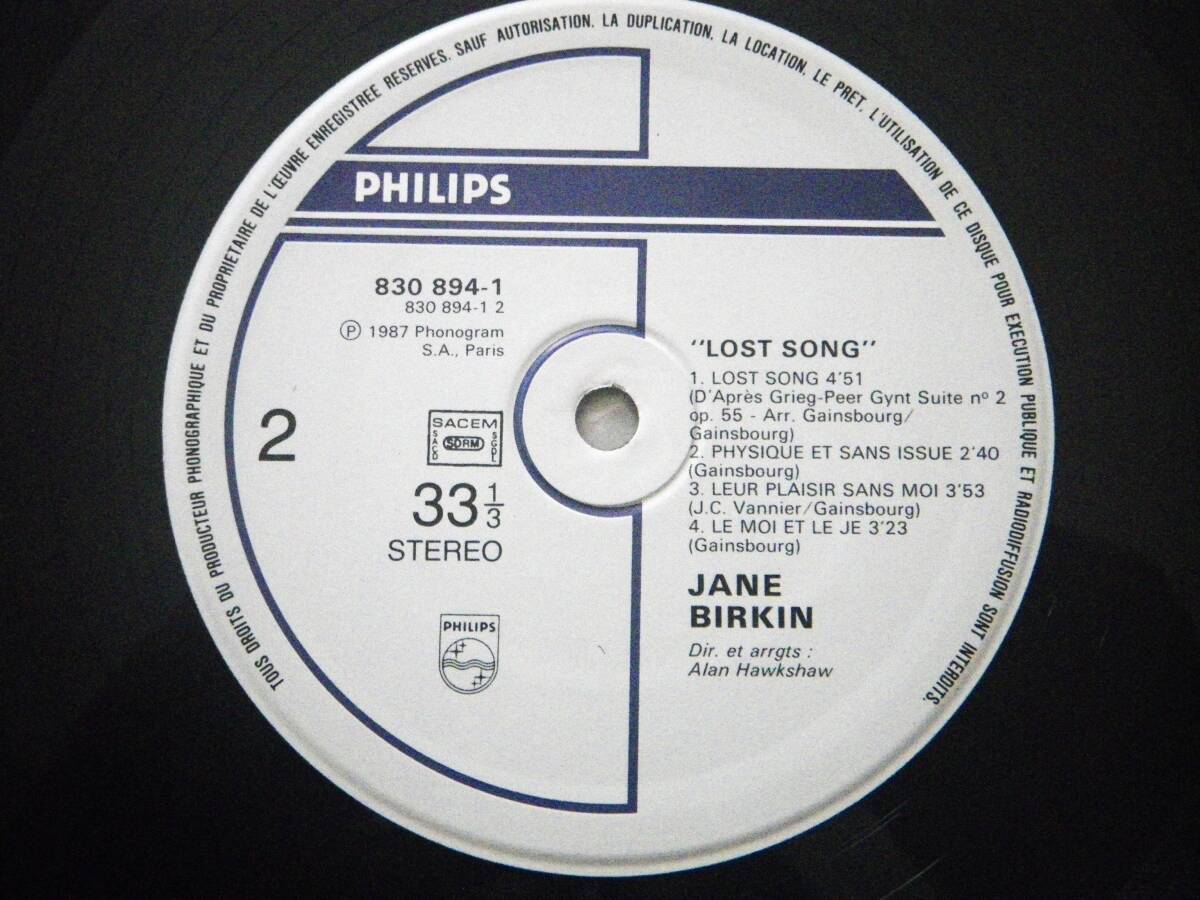 TOUS DROITS DU PRODUCTEUR PHONOGRAPHIQUE ET DU PROPRIETAIRE DE L'ŒUVRE ENREGISTREE RESERVES. SAUF AUTORISATION, LA DUPLICATION, LA LOCATION, LE PRET, L'UTILISATION DE CE DISQUE POUR EXECUTION PUBLIQUE ET RADIODIFFUSION SONT INTERDITS.
PHILIPS
830 894-1
830 894-1 2
Ⓟ 1987 Phonogram
S.A., Paris
2
SACEM
SACD
SDRM
SGDL
33 1/3
STEREO
PHILIPS
"LOST SONG"
1. LOST SONG 4'51
(D'Après Grieg-Peer Gynt Suite nº 2
op. 55 - Arr. Gainsbourg/
Gainsbourg)
2. PHYSIQUE ET SANS ISSUE 2'40
(Gainsbourg)
3. LEUR PLAISIR SANS MOI 3'53
(J.C. Vannier/Gainsbourg)
4. LE MOI ET LE JE 3'23
(Gainsbourg)
JANE
BIRKIN
Dir. et arrgts :
Alan Hawkshaw